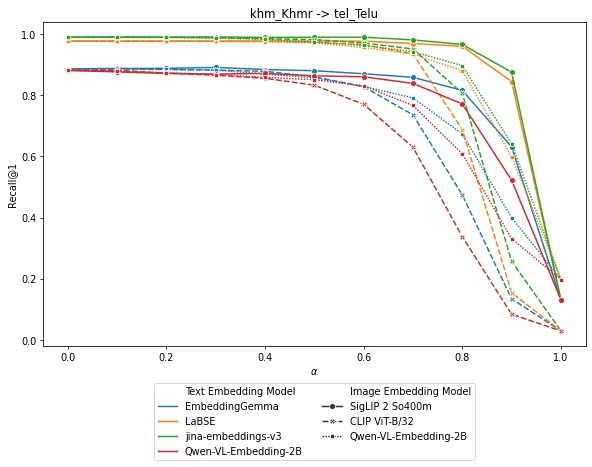 khm_Khmr -> tel_Telu
1.0
0.8
0.6
0.4
0.2
0.0
Recall@1
0.0 0.2 0.4 0.6 0.8 1.0
α
Text Embedding Model Image Embedding Model
EmbeddingGemma SigLIP 2 So400m
LaBSE CLIP ViT-B/32
jina-embeddings-v3 Qwen-VL-Embedding-2B
Qwen-VL-Embedding-2B